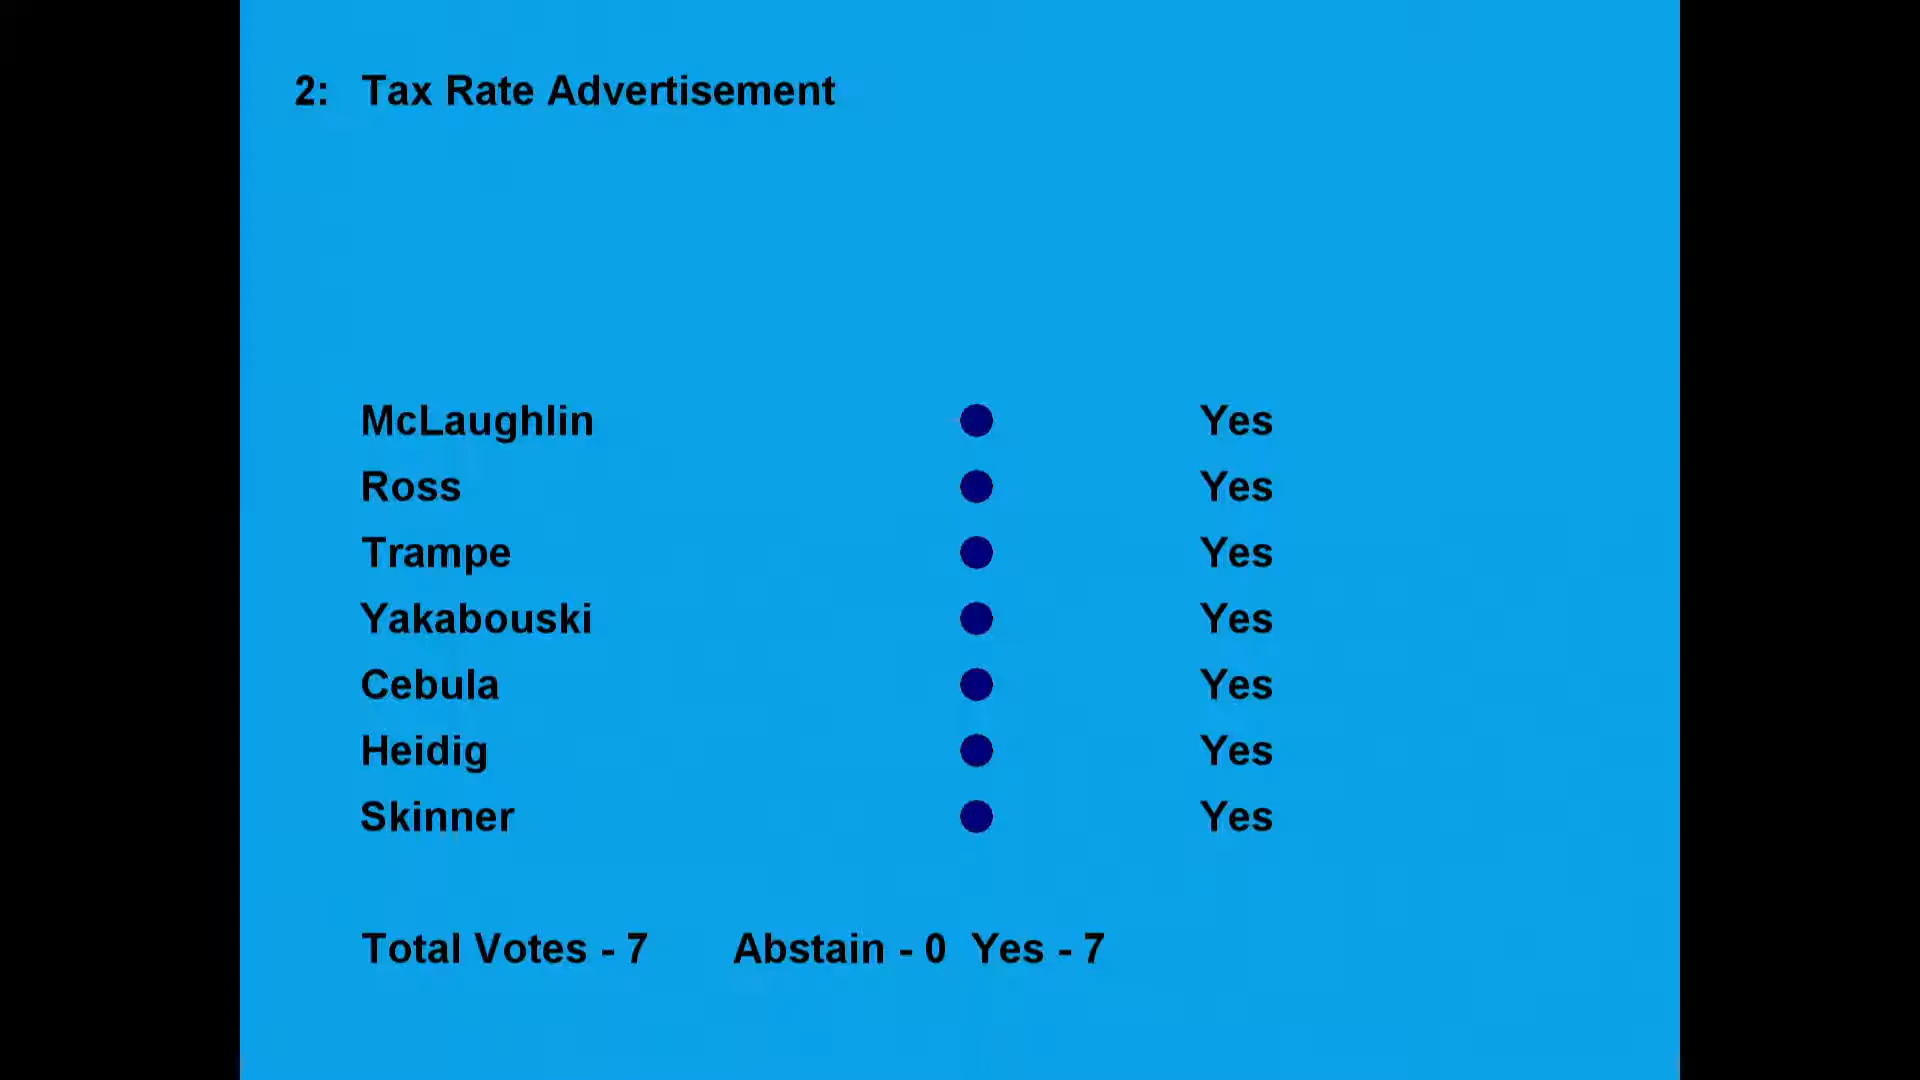 2: Tax Rate Advertisement
McLaughlin Yes
Ross Yes
Trampe Yes
Yakabouski Yes
Cebula Yes
Heidig Yes
Skinner Yes
Total Votes - 7 Abstain - 0 Yes - 7